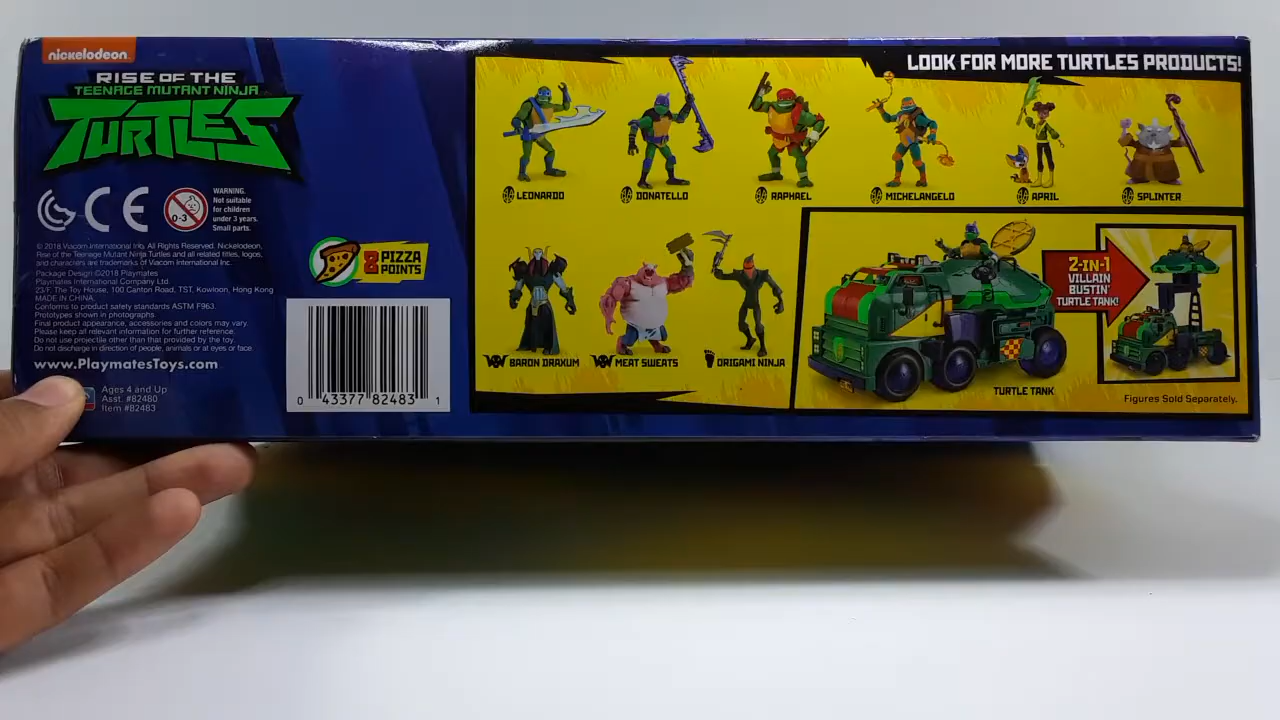 nickelodeon
RISE OF THE
TEENAGE MUTANT NINJA
TURTLES
CE
0-3
WARNING.
Not suitable
for children
under 3 years.
Small parts.
© 2018 Viacom International Inc. All Rights Reserved. Nickelodeon,
Rise of the Teenage Mutant Ninja Turtles and all related titles, logos,
and characters are trademarks of Viacom International Inc.
Package Design ©2018 Playmates
Playmates International Company Ltd.
23/F, The Toy House, 100 Canton Road, TST, Kowloon, Hong Kong
MADE IN CHINA.
Conforms to product safety standards ASTM F963.
Prototypes shown in photographs.
Final product appearance, accessories and colors may vary.
Please keep all relevant information for further reference.
Do not use projectile other than that provided by the toy.
Do not discharge in direction of people, animals or at eyes or face.
www.PlaymatesToys.com
Ages 4 and Up
Asst. #82480
Item #82483
8 PIZZA
POINTS
0 43377 82483 1
LOOK FOR MORE TURTLES PRODUCTS!
LEONARDO
DONATELLO
RAPHAEL
MICHELANGELO
APRIL
SPLINTER
BARON DRAXUM
MEAT SWEATS
ORIGAMI NINJA
2-IN-1
VILLAIN
BUSTIN'
TURTLE TANK!
TURTLE TANK
Figures Sold Separately.